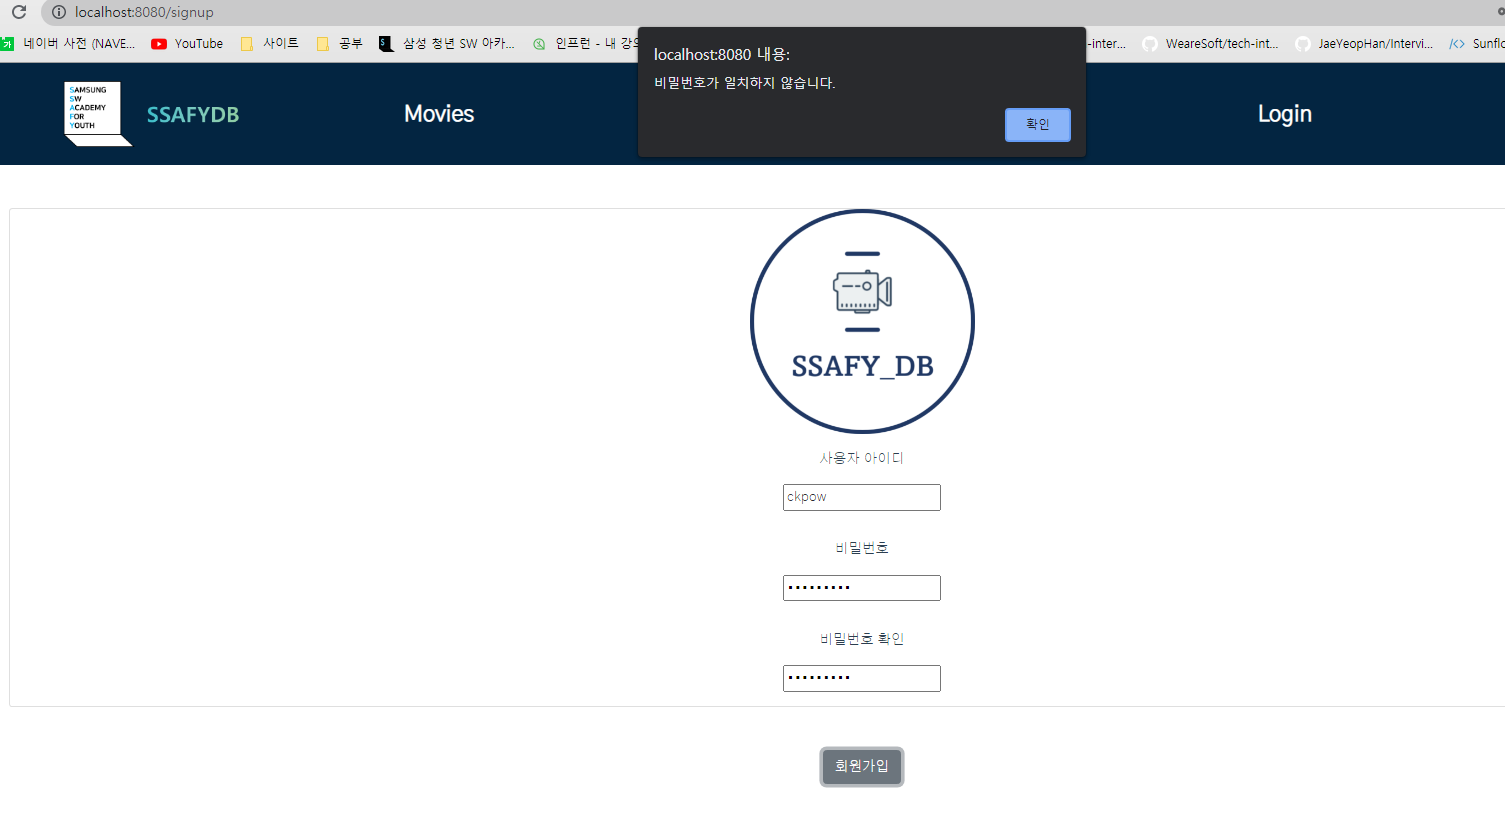 localhost:8080/signup
네이버 사전 (NAVE...
YouTube
사이트
공부
삼성 청년 SW 아카...
인프런 - 내 강
-inter...
WeareSoft/tech-int...
JaeYeopHan/Intervi...
Sunflo
localhost:8080 내용:
비밀번호가 일치하지 않습니다.
확인
SAMSUNG
SW
ACADEMY
FOR
YOUTH
SSAFYDB
Movies
Login
SSAFY_DB
사용자 아이디
ckpow
비밀번호
비밀번호 확인
회원가입